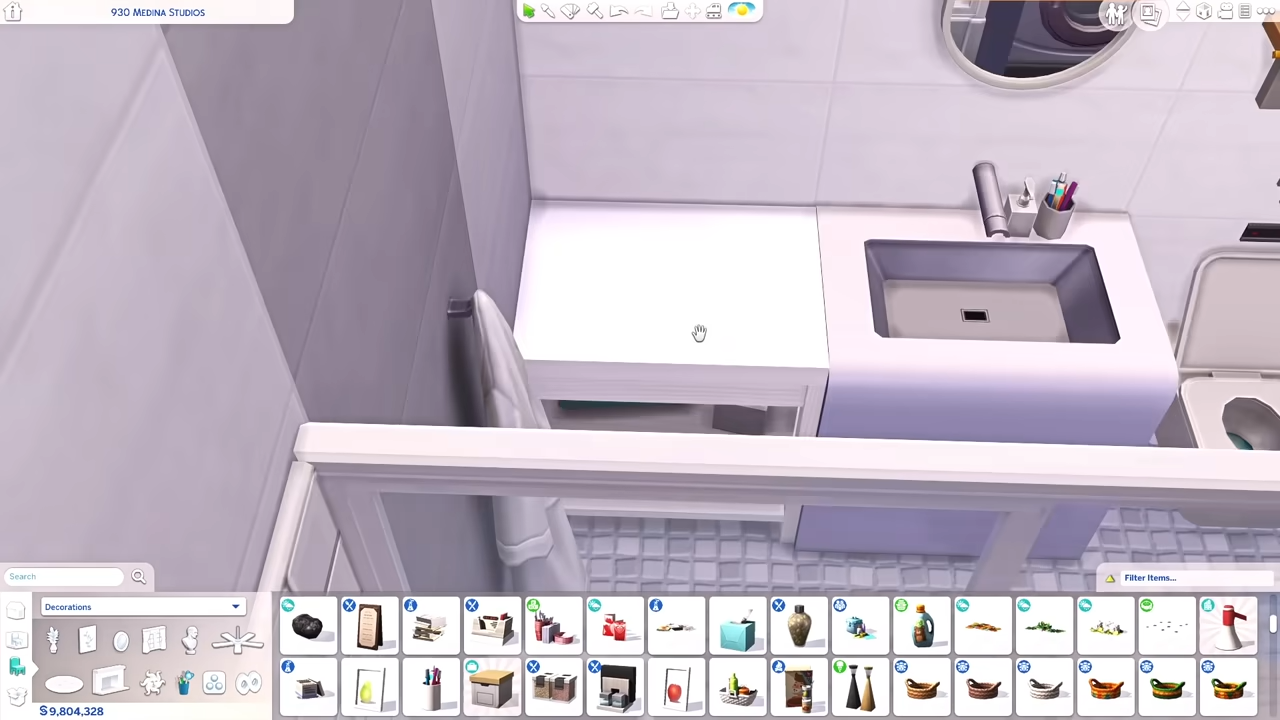 930 Medina Studios
Search
Filter Items...
Decorations
§9,804,328